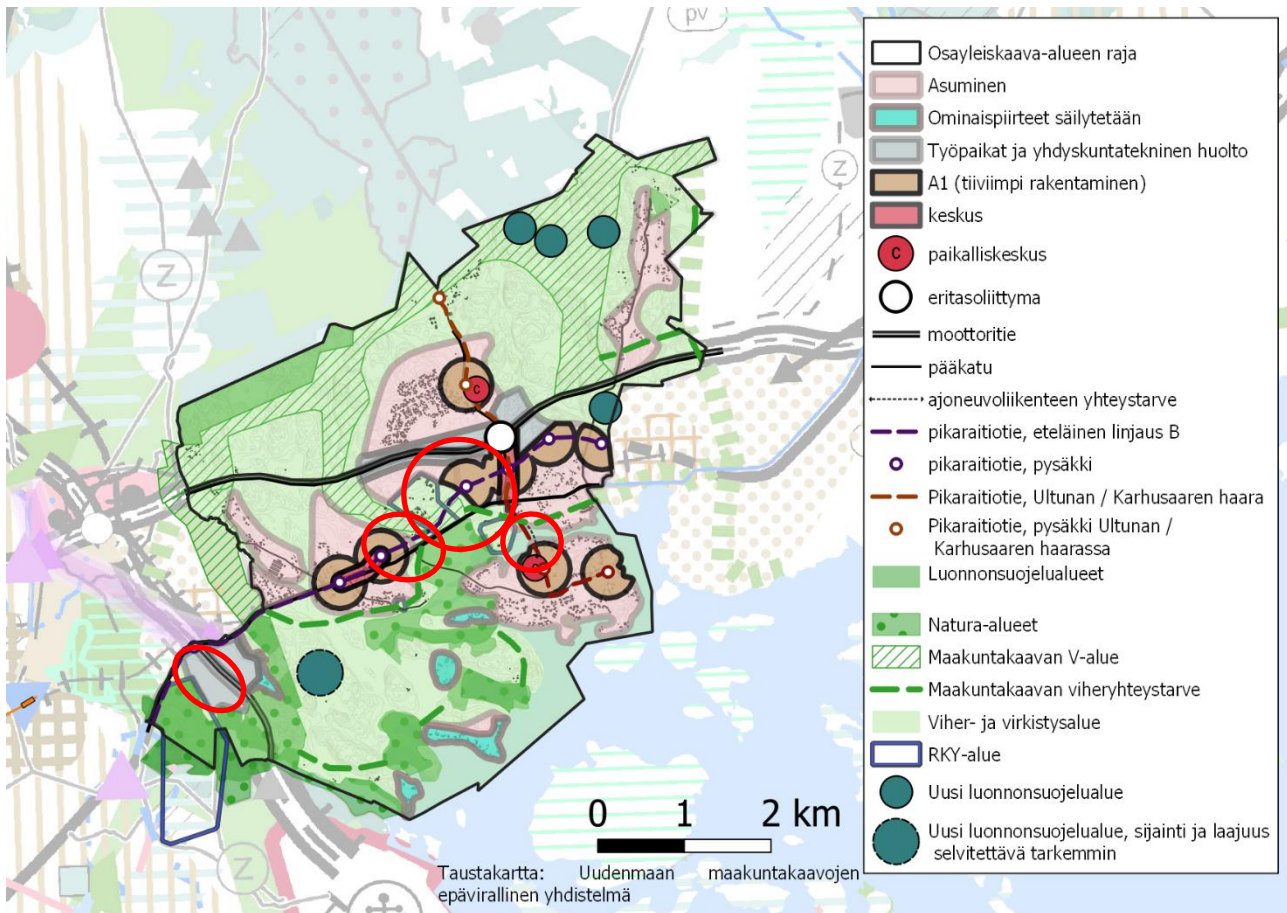 pv
Z
Z
Z
C
Osayleiskaava-alueen raja
Asuminen
Ominaispiirteet säilytetään
Työpaikat ja yhdyskuntatekninen huolto
A1 (tiiviimpi rakentaminen)
keskus
C paikalliskeskus
eritasoliittyma
moottoritie
pääkatu
ajoneuvoliikenteen yhteystarve
pikaraitiotie, eteläinen linjaus B
pikaraitiotie, pysäkki
Pikaraitiotie, Ultunan / Karhusaaren haara
Pikaraitiotie, pysäkki Ultunan /
Karhusaaren haarassa
Luonnonsuojelualueet
Natura-alueet
Maakuntakaavan V-alue
Maakuntakaavan viheryhteystarve
Viher- ja virkistysalue
RKY-alue
Uusi luonnonsuojelualue
Uusi luonnonsuojelualue, sijainti ja laajuus
selvitettävä tarkemmin
0 1 2 km
Taustakartta: Uudenmaan maakuntakaavojen
epävirallinen yhdistelmä